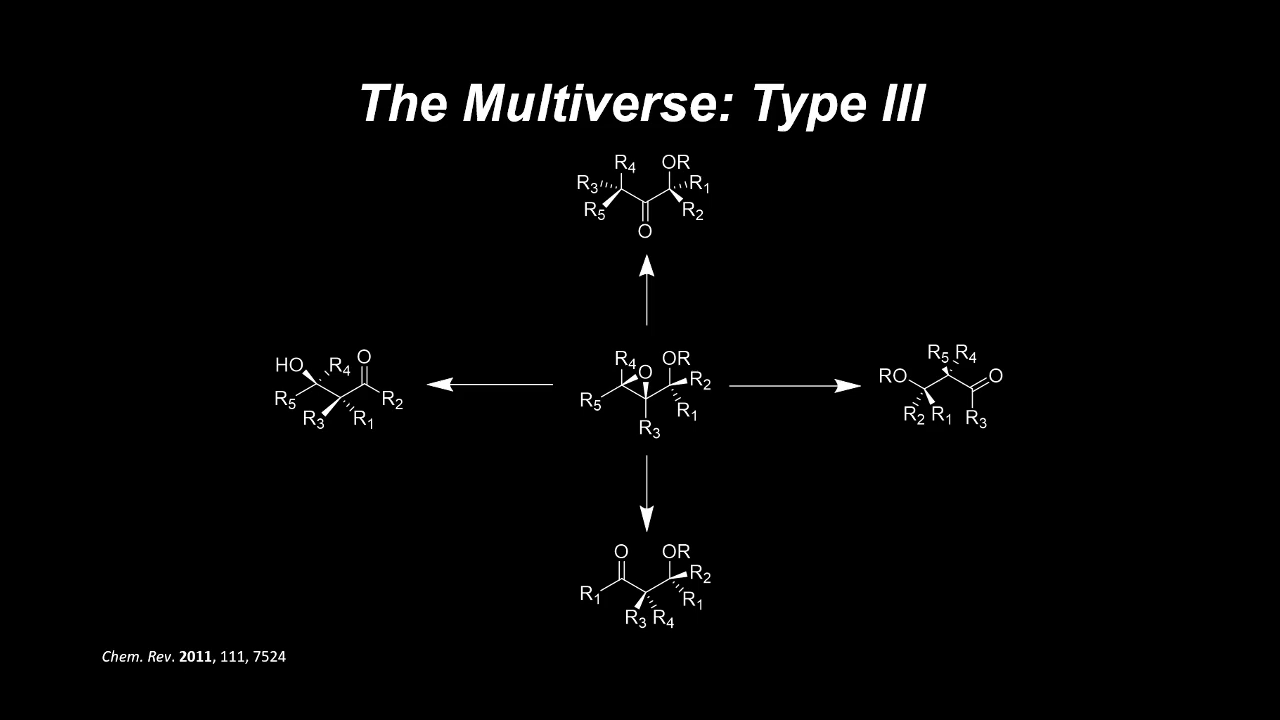 The Multiverse: Type III
R4 OR
R3 R1
R5 R2
O
HO R4 O
R5 R2
R3 R1
R4 O OR
R2
R5 R1
R3
R5 R4
RO O
R2 R1 R3
O OR
R2
R1 R1
R3 R4
Chem. Rev. 2011, 111, 7524